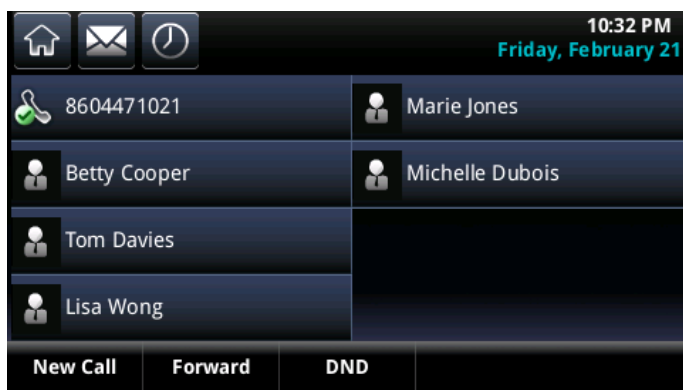 10:32 PM
Friday, February 21
8604471021
Marie Jones
Betty Cooper
Michelle Dubois
Tom Davies
Lisa Wong
New Call Forward DND